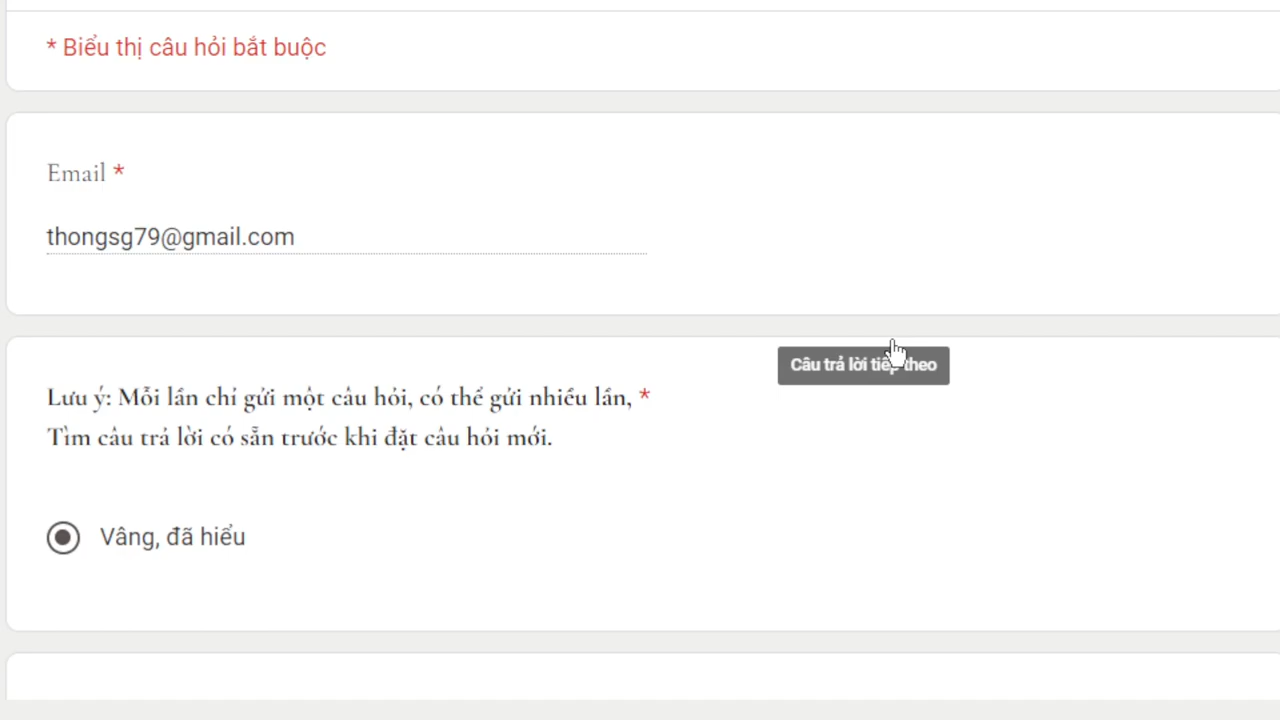 * Biểu thị câu hỏi bắt buộc
Email *
thongsg79@gmail.com
Câu trả lời tiếp theo
Lưu ý: Mỗi lần chỉ gửi một câu hỏi, có thể gửi nhiều lần, *
Tìm câu trả lời có sẵn trước khi đặt câu hỏi mới.
Vâng, đã hiểu